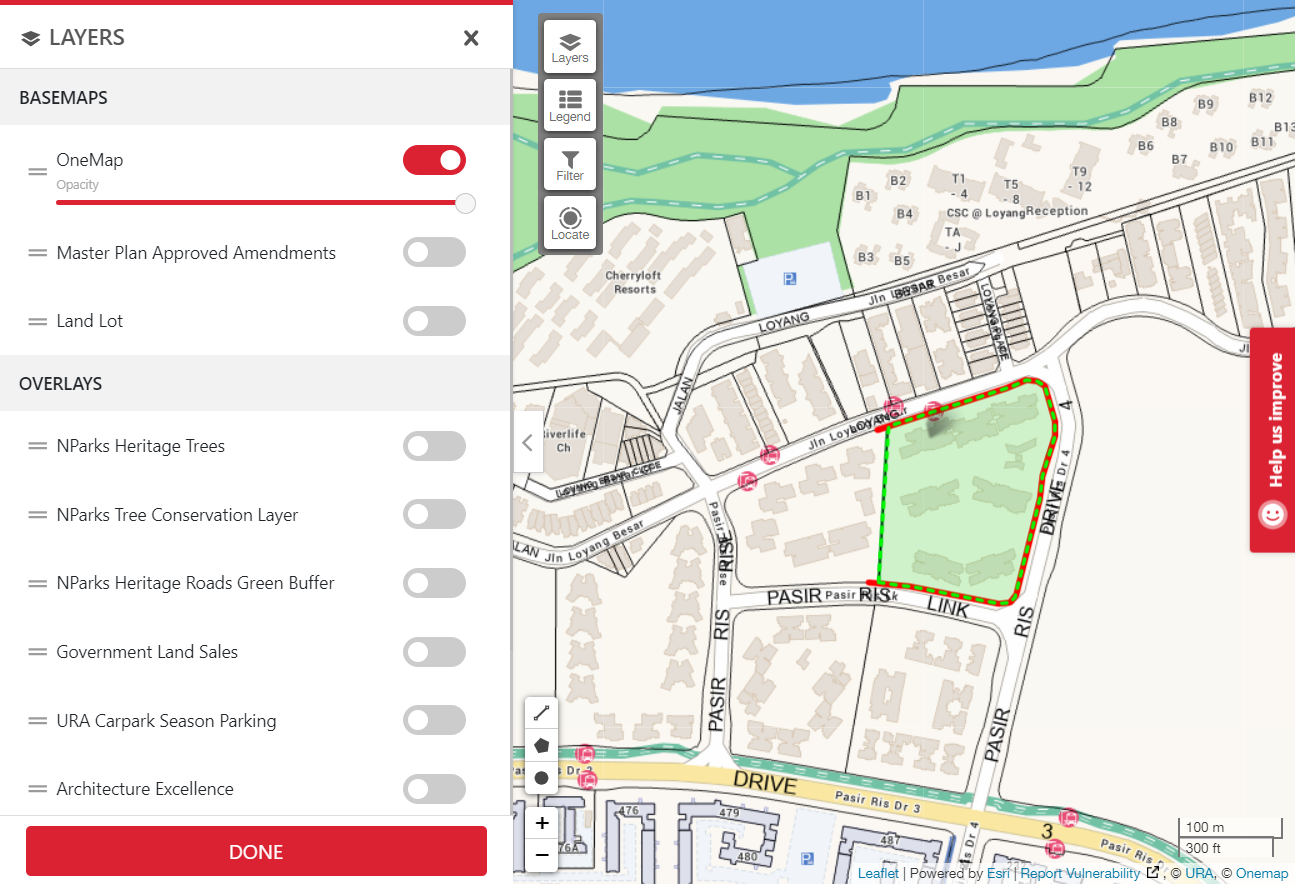 LAYERS
BASEMAPS
OneMap
Opacity
Master Plan Approved Amendments
Land Lot
OVERLAYS
NParks Heritage Trees
NParks Tree Conservation Layer
NParks Heritage Roads Green Buffer
Government Land Sales
URA Carpark Season Parking
Architecture Excellence
DONE
Layers
Legend
Filter
Locate
B9
B12
B8
B13
B6
B7
B10
B11
B1
B2
B4
B3
B5
T1
- 4
T5
- 8
T9
- 12
CSC @ Loyang
Reception
TA
- J
Cherryloft
Resorts
P
Jln
Besar
BESAR
LOYANG
JALAN
LOYANG
Riverlife
Ch
Jln Loyang
LOYANG
Jln Loyang Besar
Pasir
RISE
RIS
PASIR
PASIR
Pasir Ris Lk
RIS
LINK
4
Ris Dr 4
DRIVE
RIS
PASIR
DRIVE
Pasir Ris Dr 3
3
Pasir Ris
476
479
480
76A
487
P
+
−
100 m
300 ft
Help us improve
Leaflet | Powered by Esri | Report Vulnerability , © URA, © Onemap